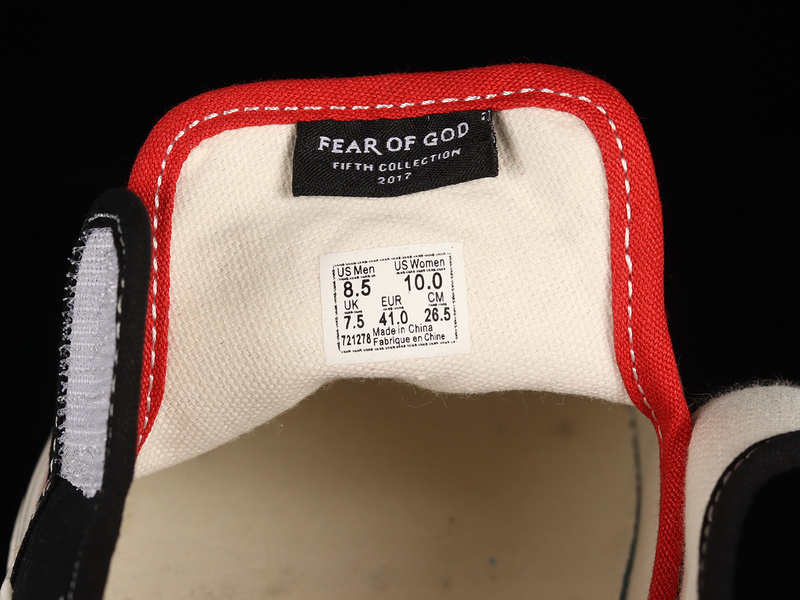 FEAR OF GOD
FIFTH COLLECTION
2017
US Men US Women
8.5 10.0
UK EUR CM
7.5 41.0 26.5
721278 Made in China
Fabrique en Chine